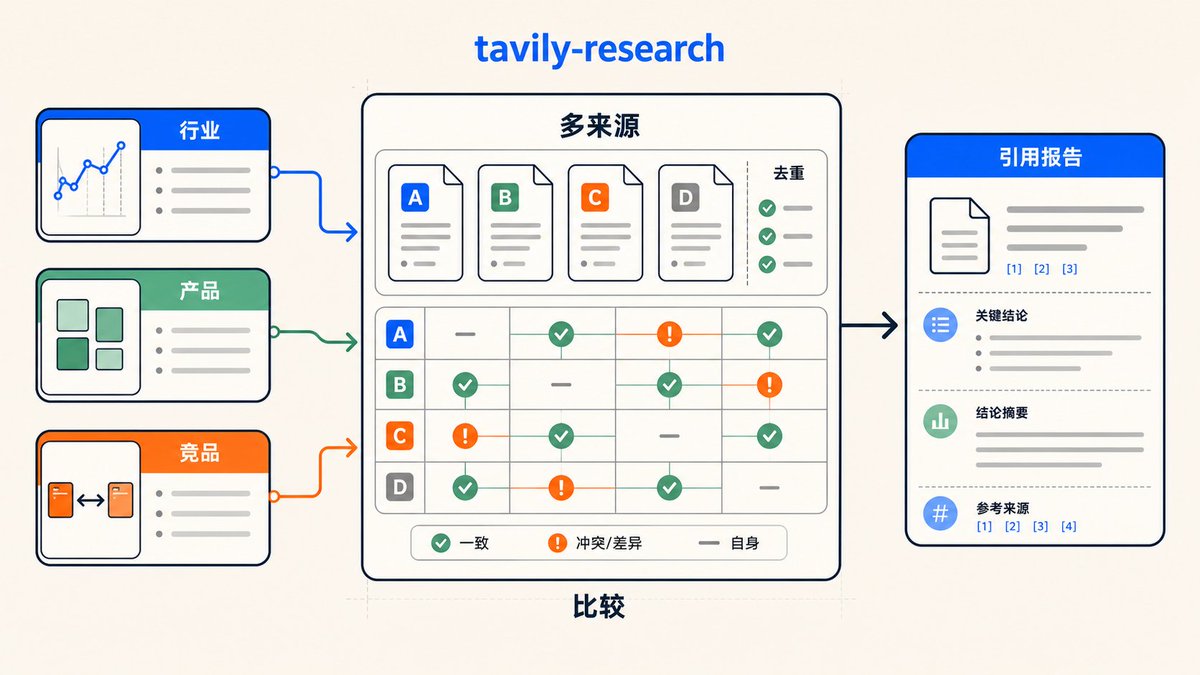 tavily-research
行业
产品
竞品
多来源
A
B
C
D
去重
A
!
B
!
C
!
D
!
一致
! 冲突/差异
自身
比较
引用报告
[1] [2] [3]
关键结论
结论摘要
# 参考来源
[1] [2] [3] [4]